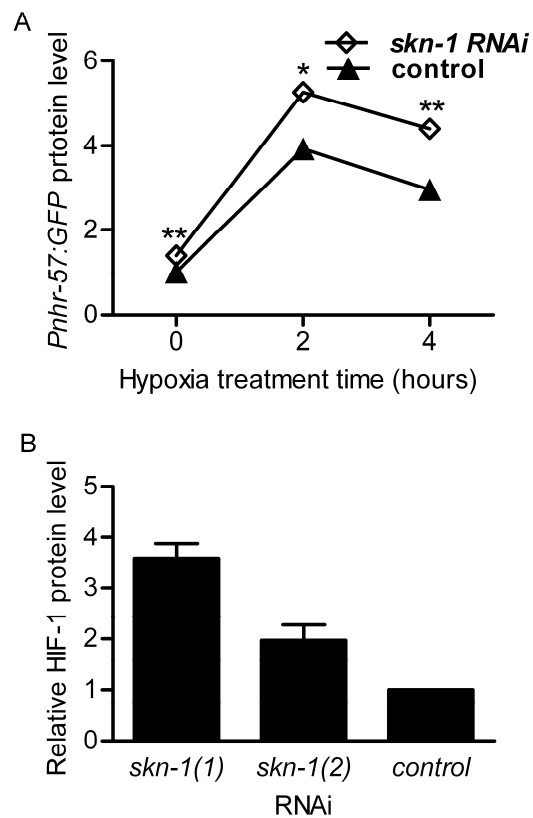 A
skn-1 RNAi
control
Pnhr-57:GFP prtotein level
6
4
2
0
*
**
**
0 2 4
Hypoxia treatment time (hours)
B
Relative HIF-1 protein level
5
4
3
2
1
0
skn-1(1) skn-1(2) control
RNAi